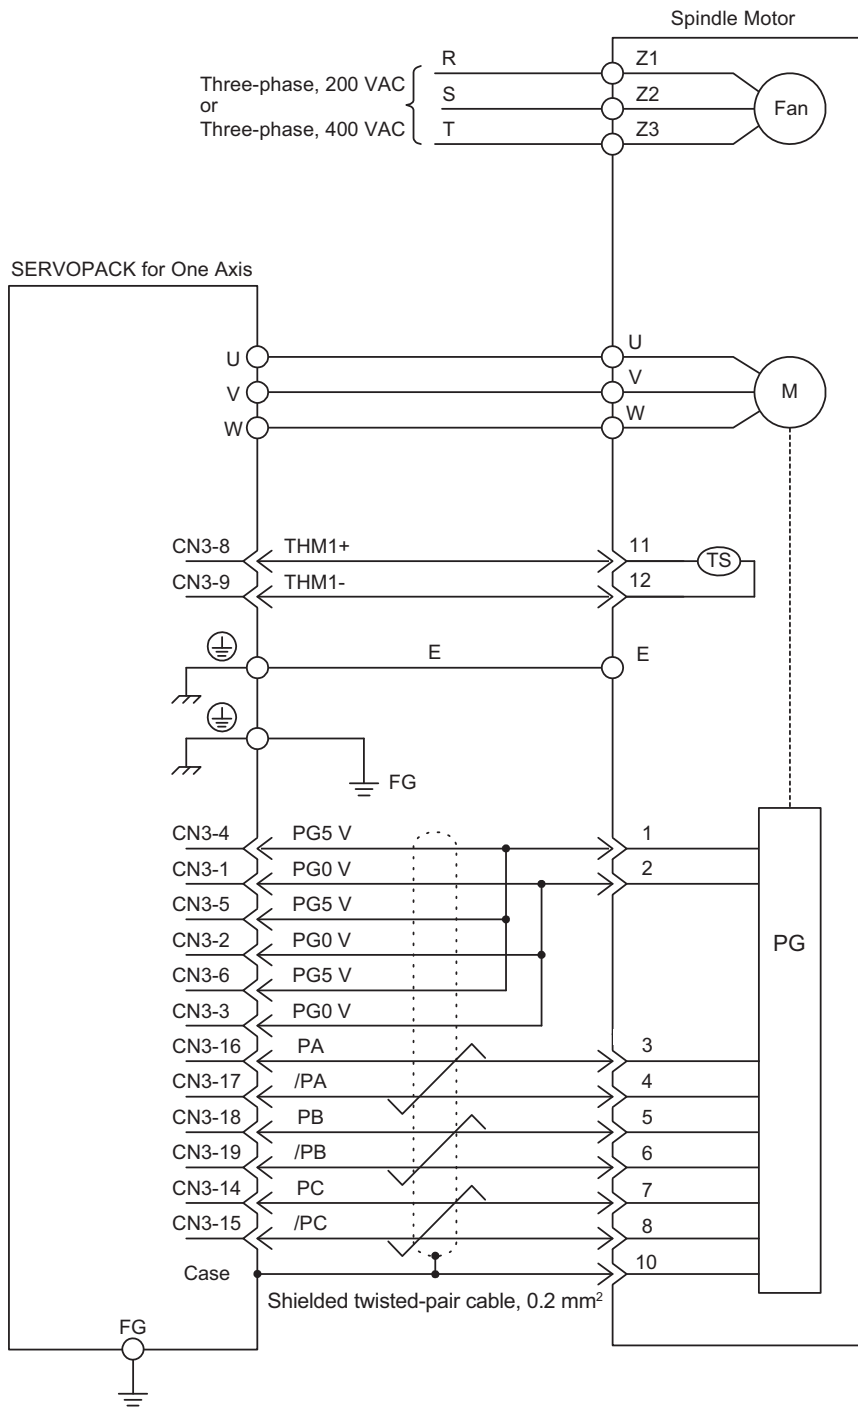 Spindle Motor
R Z1
Three-phase, 200 VAC
or
Three-phase, 400 VAC
S Z2
Fan
T Z3
SERVOPACK for One Axis
U U
V V
M
W W
CN3-8 THM1+ 11
TS
CN3-9 THM1- 12
E E
FG
CN3-4 PG5 V 1
CN3-1 PG0 V 2
CN3-5 PG5 V
CN3-2 PG0 V
PG
CN3-6 PG5 V
CN3-3 PG0 V
CN3-16 PA 3
CN3-17 /PA 4
CN3-18 PB 5
CN3-19 /PB 6
CN3-14 PC 7
CN3-15 /PC 8
Case 10
Shielded twisted-pair cable, 0.2 mm²
FG